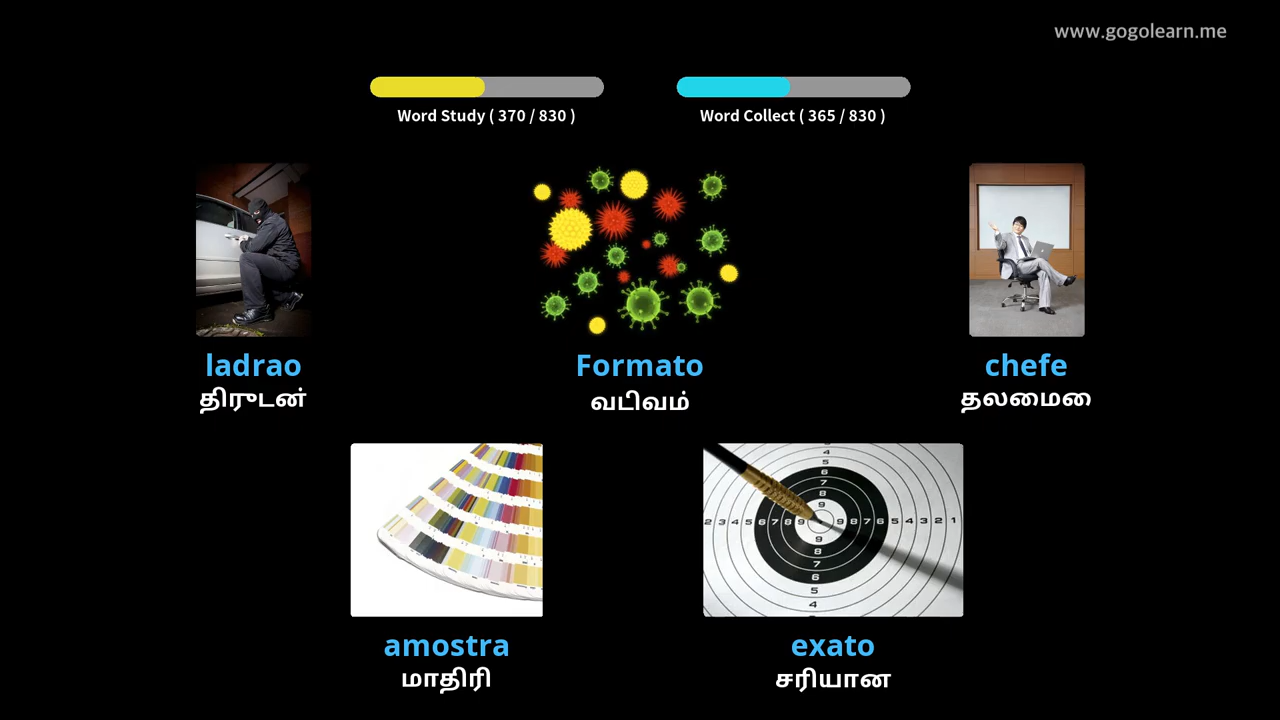 www.gogolearn.me
Word Study ( 370 / 830 )
Word Collect ( 365 / 830 )
ladrao
திருடன்
Formato
வடிவம்
chefe
தலைமை
amostra
மாதிரி
exato
சரியான